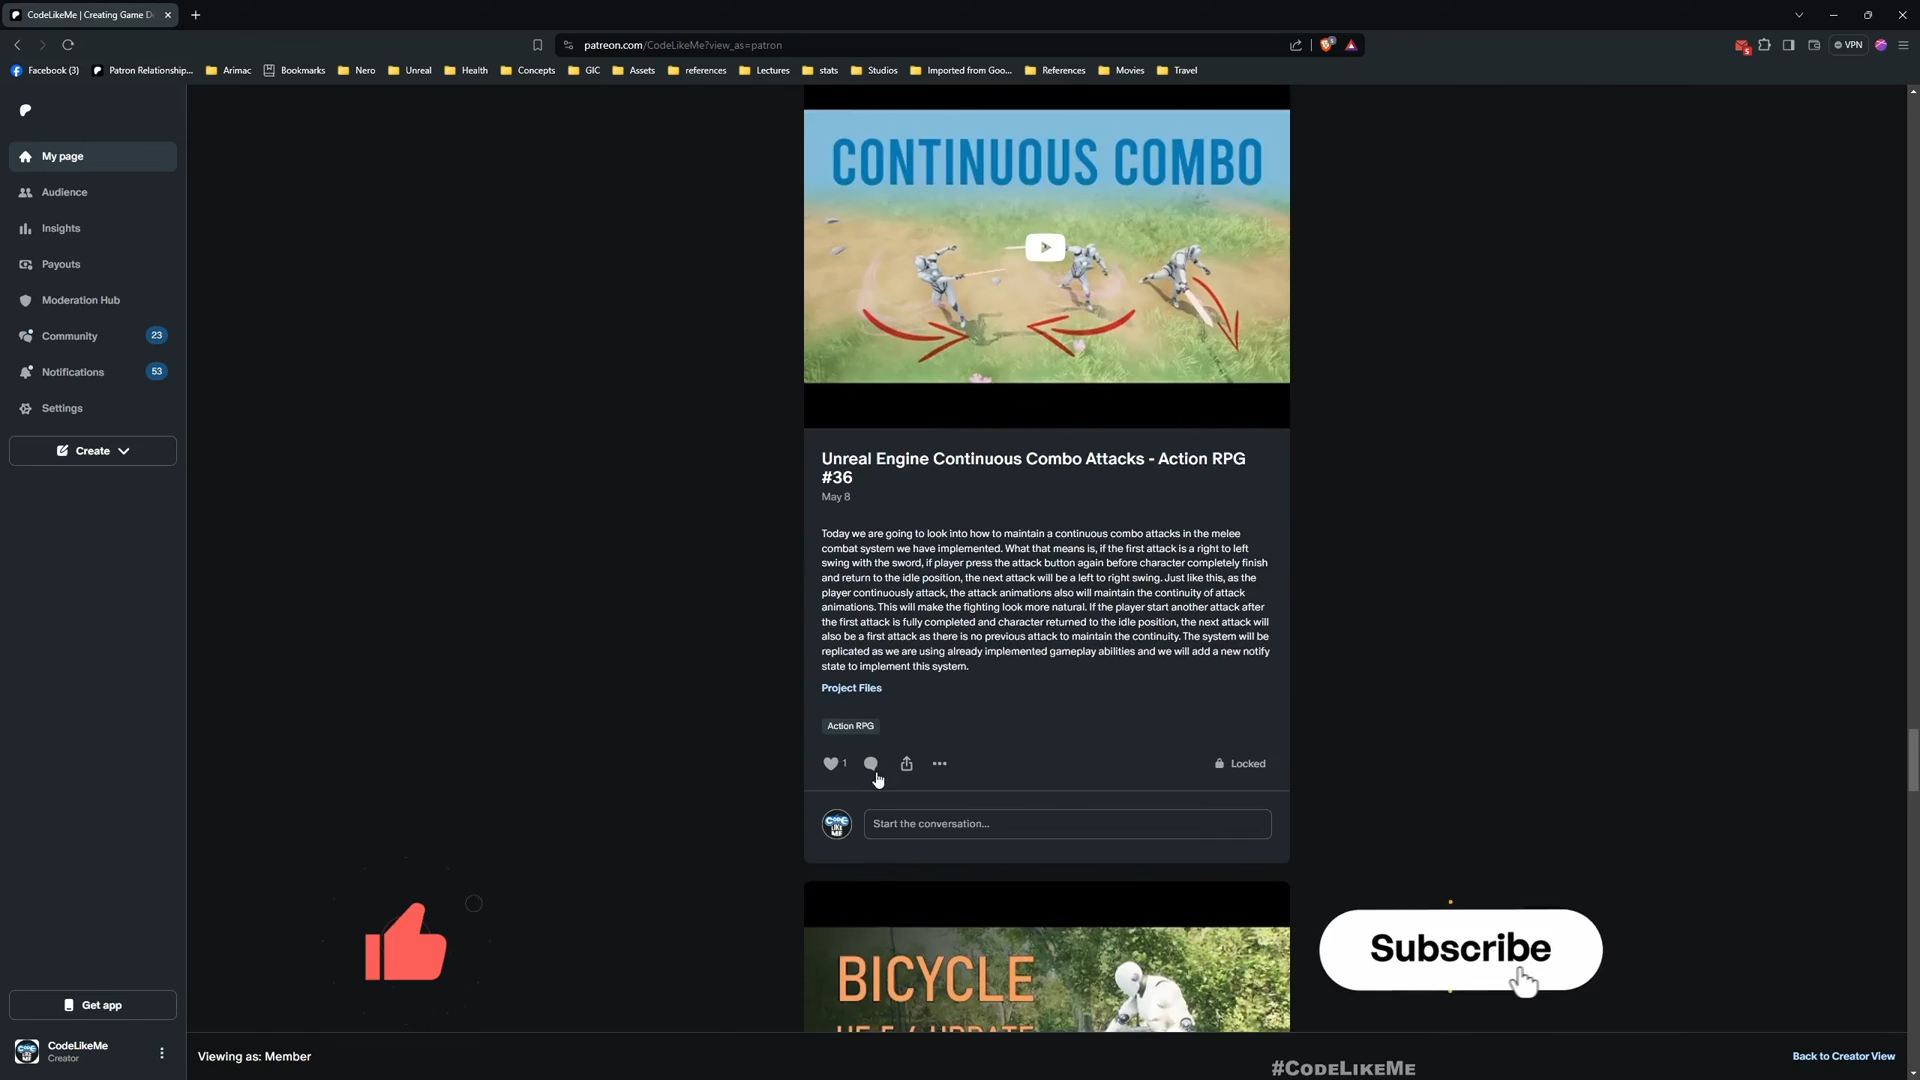 CodeLikeMe | Creating Game D
patreon.com/CodeLikeMe?view_as=patron
5
5
VPN
Facebook (3)
Patron Relationship...
Arimac
Bookmarks
Nero
Unreal
Health
Concepts
GIC
Assets
references
Lectures
stats
Studios
Imported from Goo...
References
Movies
Travel
My page
Audience
Insights
Payouts
Moderation Hub
Community 23
Notifications 53
Settings
Create
Get app
CodeLikeMe
Creator
CONTINUOUS COMBO
Unreal Engine Continuous Combo Attacks - Action RPG
#36
May 8
Today we are going to look into how to maintain a continuous combo attacks in the melee
combat system we have implemented. What that means is, if the first attack is a right to left
swing with the sword, if player press the attack button again before character completely finish
and return to the idle position, the next attack will be a left to right swing. Just like this, as the
player continuously attack, the attack animations also will maintain the continuity of attack
animations. This will make the fighting look more natural. If the player start another attack after
the first attack is fully completed and character returned to the idle position, the next attack will
also be a first attack as there is no previous attack to maintain the continuity. The system will be
replicated as we are using already implemented gameplay abilities and we will add a new notify
state to implement this system.
Project Files
Action RPG
1
Locked
CODE LIKE ME
Start the conversation...
BICYCLE
UE 5.4 UPDATE
Subscribe
Viewing as: Member
#CodeLikeMe
Back to Creator View